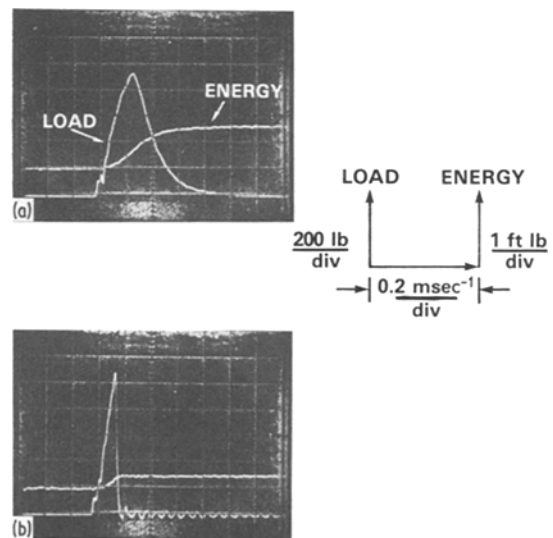 LOAD
ENERGY
(a)
LOAD ENERGY
200 lb
div
1 ft lb
div
0.2 msec⁻¹
div
(b)